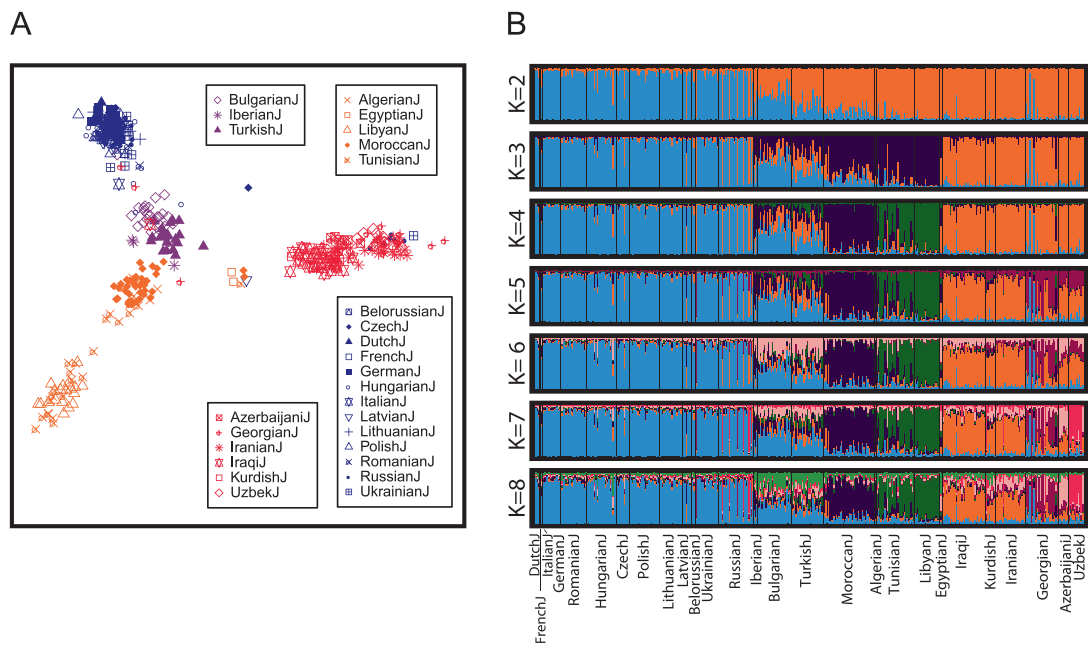 A
BulgarianJ
IberianJ
TurkishJ
AlgerianJ
EgyptianJ
LibyanJ
MoroccanJ
TunisianJ
AzerbaijaniJ
GeorgianJ
IranianJ
IraqiJ
KurdishJ
UzbekJ
BelorussianJ
CzechJ
DutchJ
FrenchJ
GermanJ
HungarianJ
ItalianJ
LatvianJ
LithuanianJ
PolishJ
RomanianJ
RussianJ
UkrainianJ
B
K=2
K=3
K=4
K=5
K=6
K=7
K=8
FrenchJ
DutchJ
ItalianJ
GermanJ
RomanianJ
HungarianJ
CzechJ
PolishJ
LithuanianJ
LatvianJ
BelorussianJ
UkrainianJ
RussianJ
IberianJ
BulgarianJ
TurkishJ
MoroccanJ
AlgerianJ
TunisianJ
LibyanJ
EgyptianJ
IraqiJ
KurdishJ
IranianJ
GeorgianJ
AzerbaijaniJ
UzbekJ